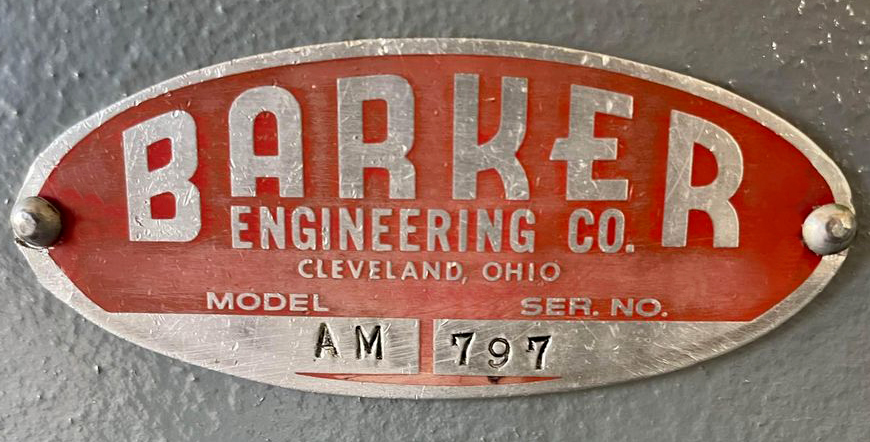 BARKER
ENGINEERING CO.
CLEVELAND, OHIO
MODEL SER. NO.
AM 797